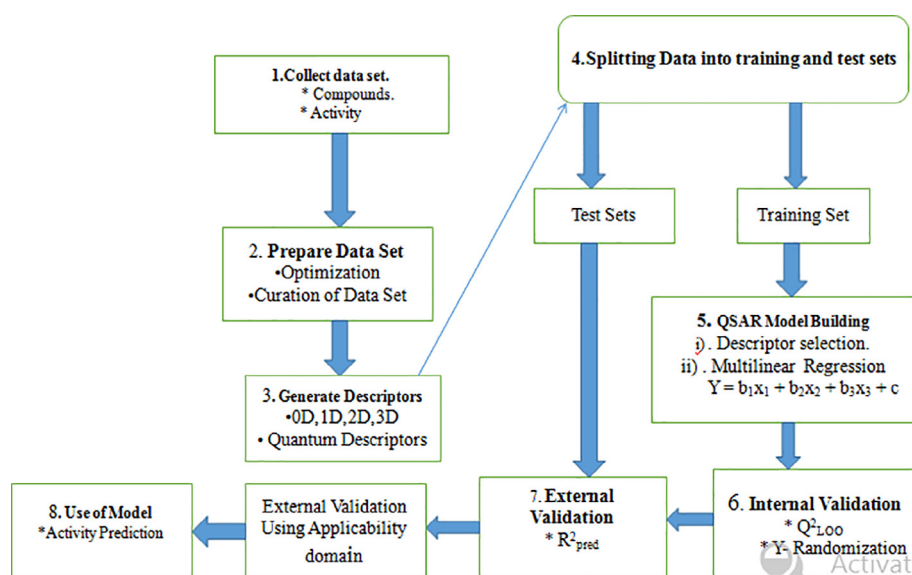 1.Collect data set.
* Compounds.
* Activity
2. Prepare Data Set
•Optimization
•Curation of Data Set
3. Generate Descriptors
•0D,1D,2D,3D
• Quantum Descriptors
4.Splitting Data into training and test sets
Test Sets
Training Set
5. QSAR Model Building
i) . Descriptor selection.
ii) . Multilinear Regression
Y = b₁x₁ + b₂x₂ + b₃x₃ + c
6. Internal Validation
* Q²LOO
* Y- Randomization
7. External
Validation
* R²pred
External Validation
Using Applicability
domain
8. Use of Model
*Activity Prediction
Activat